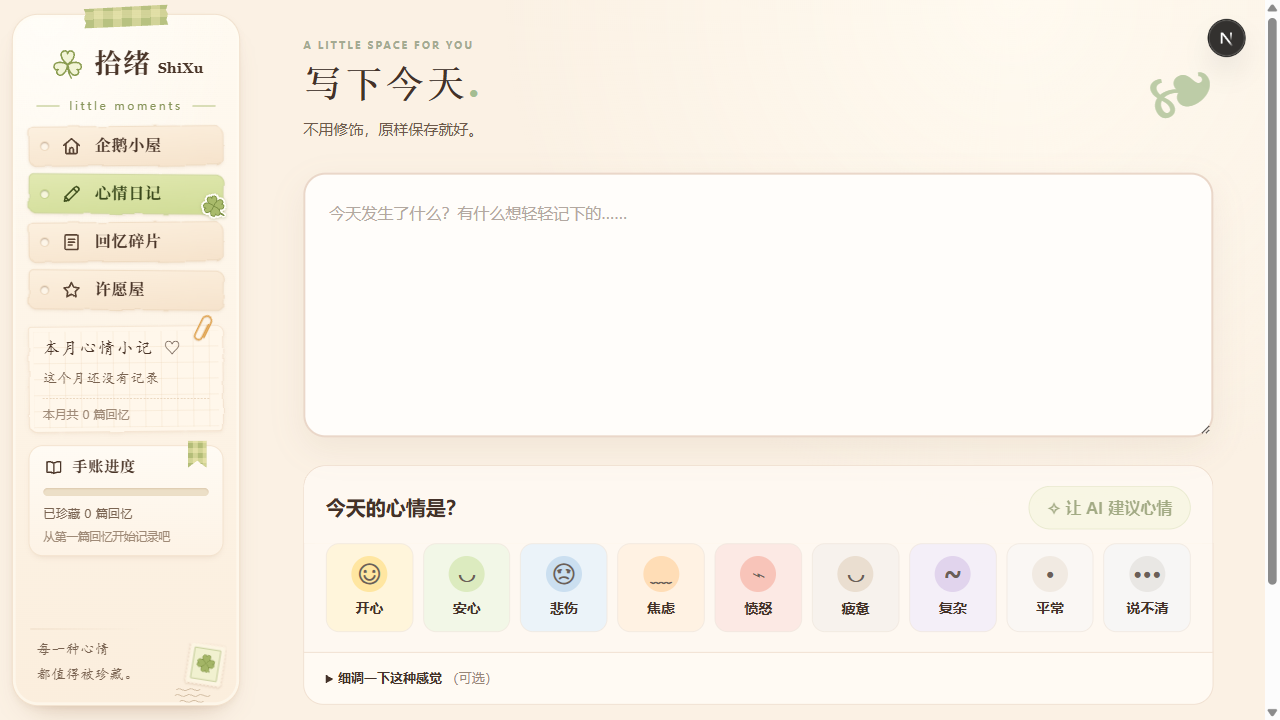 拾绪 ShiXu
little moments
企鹅小屋
心情日记
回忆碎片
许愿屋
本月心情小记 ♡
这个月还没有记录
本月共 0 篇回忆
手账进度
已珍藏 0 篇回忆
从第一篇回忆开始记录吧
每一种心情
都值得被珍藏。
A LITTLE SPACE FOR YOU
写下今天.
不用修饰，原样保存就好。
N
今天发生了什么？有什么想轻轻记下的……
今天的心情是？
✧ 让 AI 建议心情
开心
安心
悲伤
焦虑
愤怒
疲惫
复杂
平常
说不清
▶ 细调一下这种感觉 （可选）